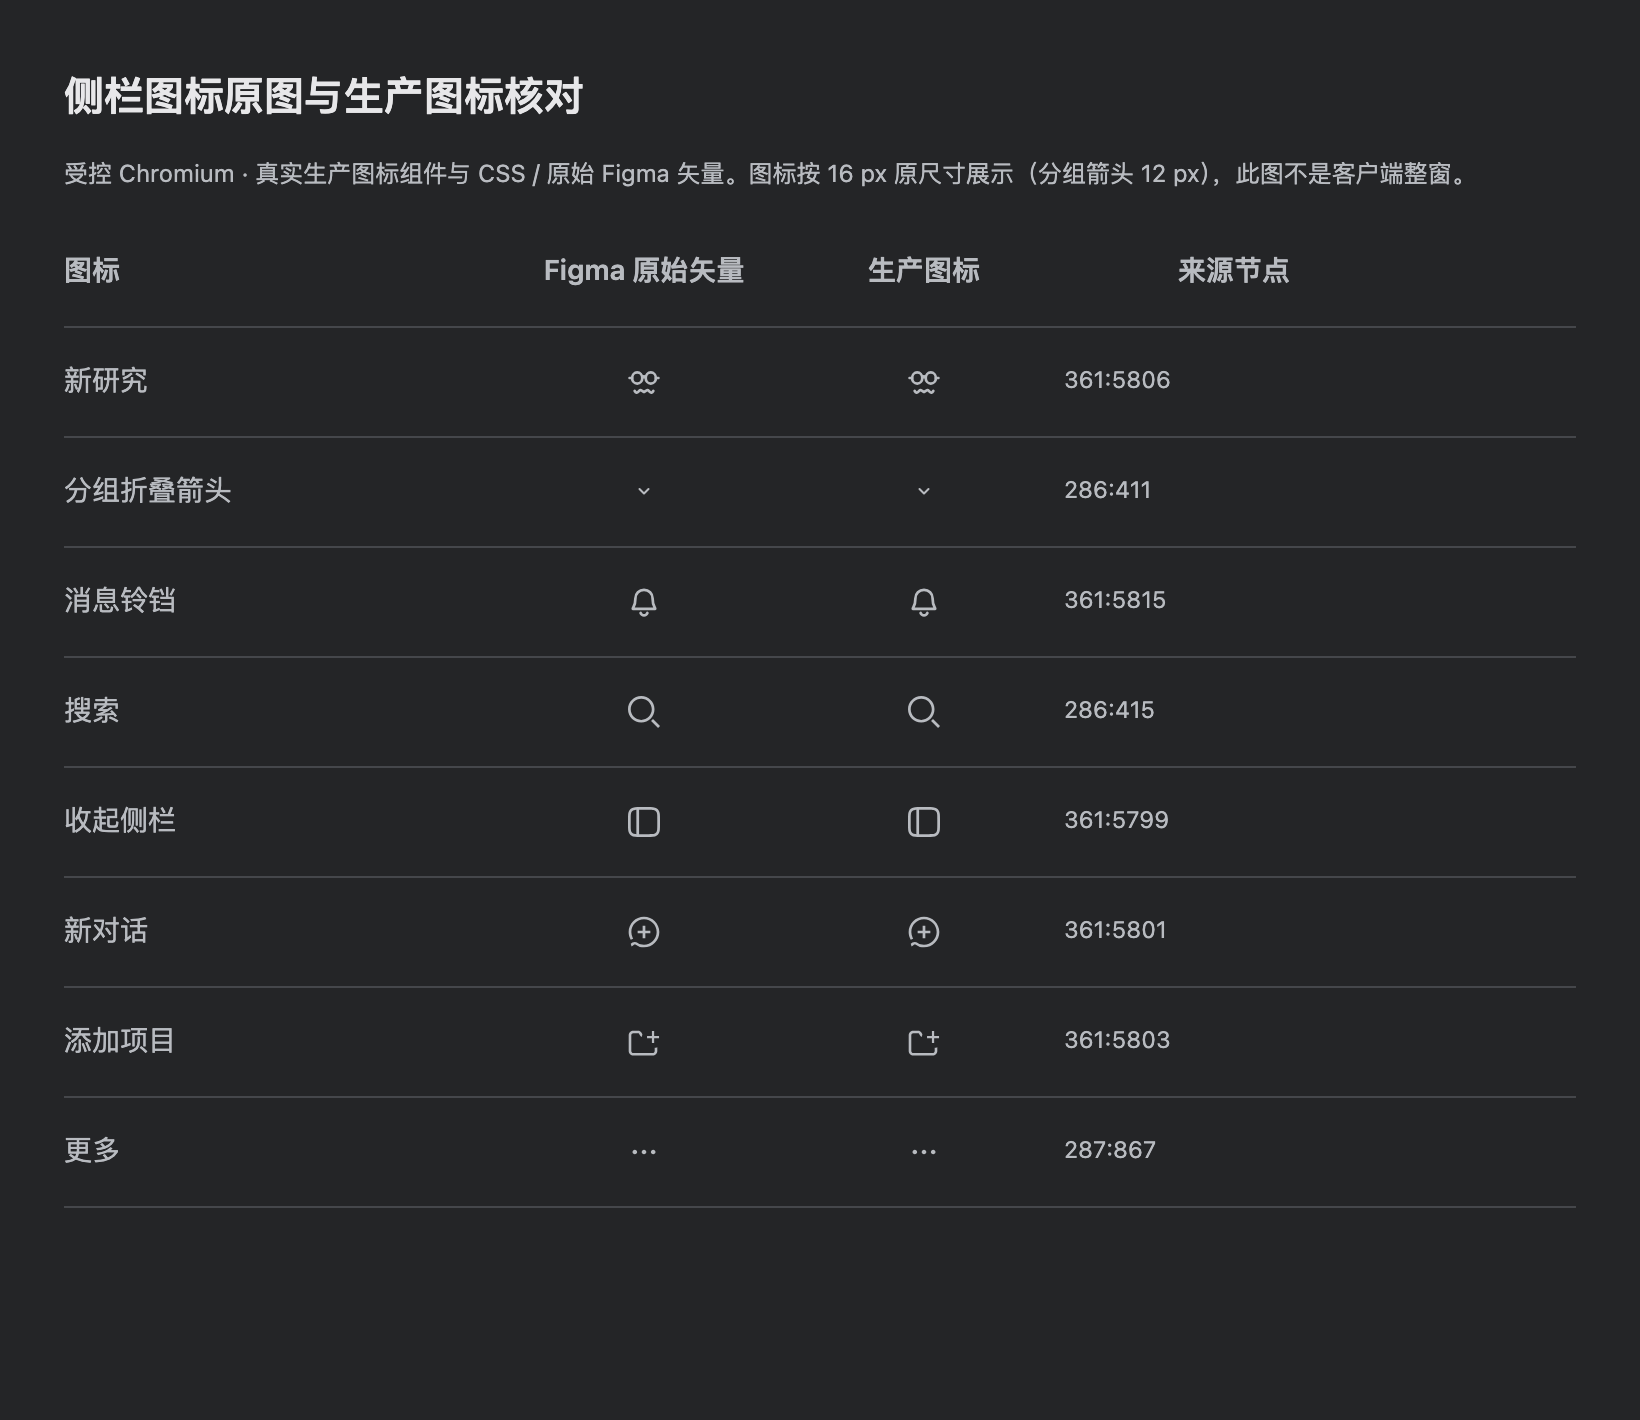 侧栏图标原图与生产图标核对
受控 Chromium · 真实生产图标组件与 CSS / 原始 Figma 矢量。图标按 16 px 原尺寸展示（分组箭头 12 px），此图不是客户端整窗。
图标 Figma 原始矢量 生产图标 来源节点
新研究 361:5806
分组折叠箭头 286:411
消息铃铛 361:5815
搜索 286:415
收起侧栏 361:5799
新对话 361:5801
添加项目 361:5803
更多 287:867